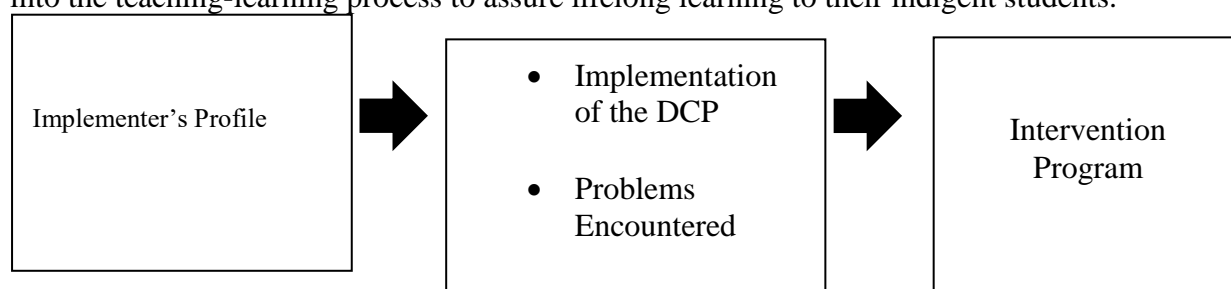 into the teaching-learning process to assure lifelong learning to their indigent students.
Implementer’s Profile
• Implementation
of the DCP
• Problems
Encountered
Intervention
Program